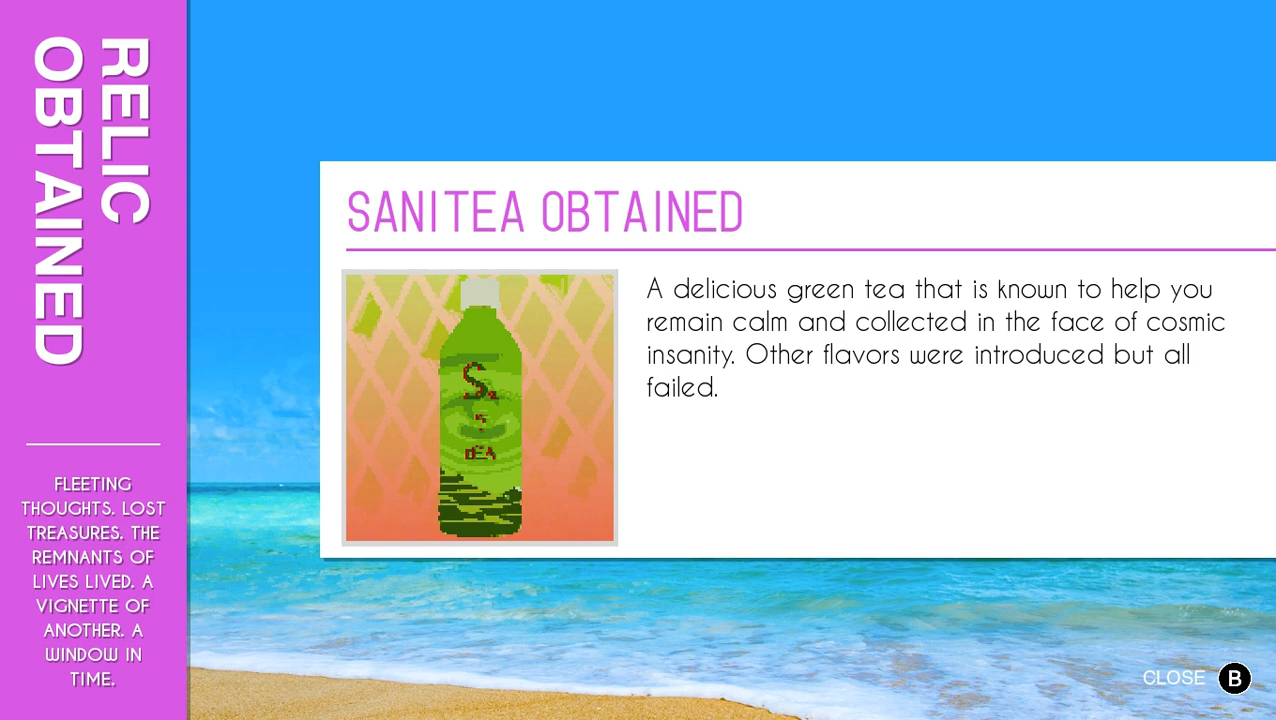 RELIC
OBTAINED
FLEETING
THOUGHTS. LOST
TREASURES. THE
REMNANTS OF
LIVES LIVED. A
VIGNETTE OF
ANOTHER. A
WINDOW IN
TIME.
SANITEA OBTAINED
A delicious green tea that is known to help you
remain calm and collected in the face of cosmic
insanity. Other flavors were introduced but all
failed.
CLOSE B